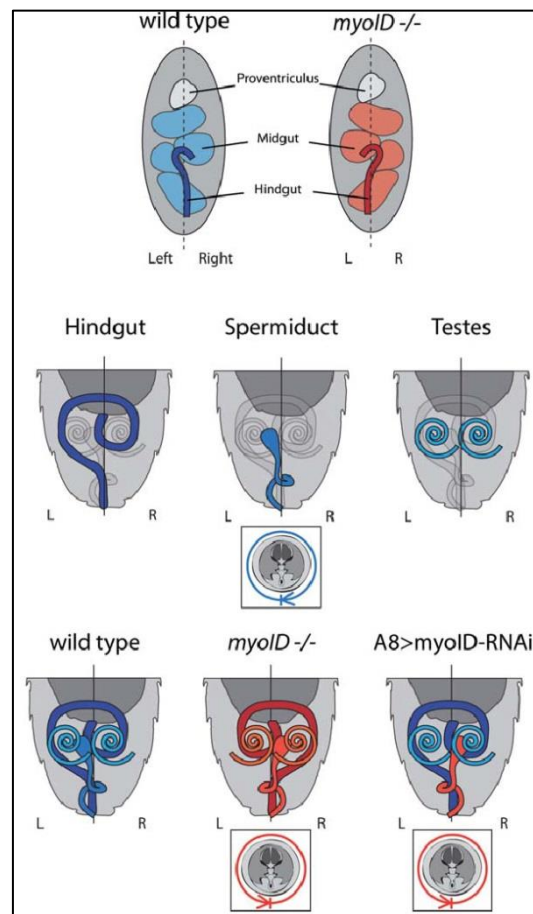 wild type myoID -/-
Proventriculus
Midgut
Hindgut
Left Right L R
Hindgut Spermiduct Testes
L R L R L R
wild type myoID -/- A8>myoID-RNAi
L R L R L R